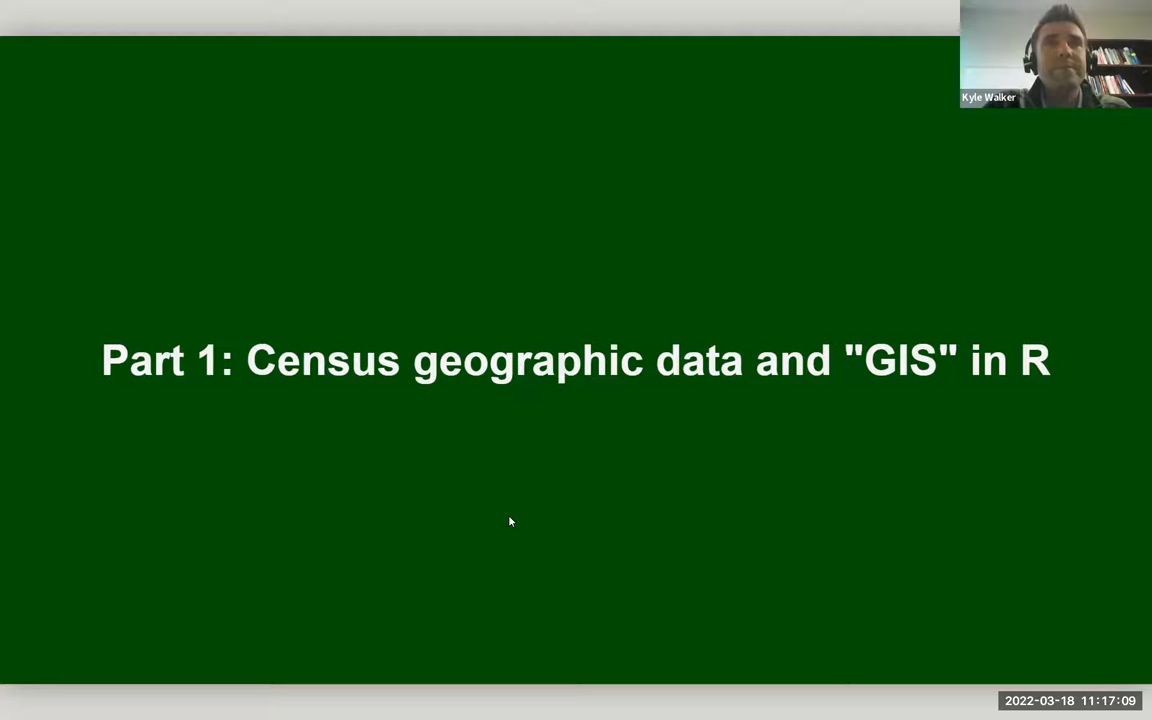 Kyle Walker
Part 1: Census geographic data and "GIS" in R
2022-03-18 11:17:09